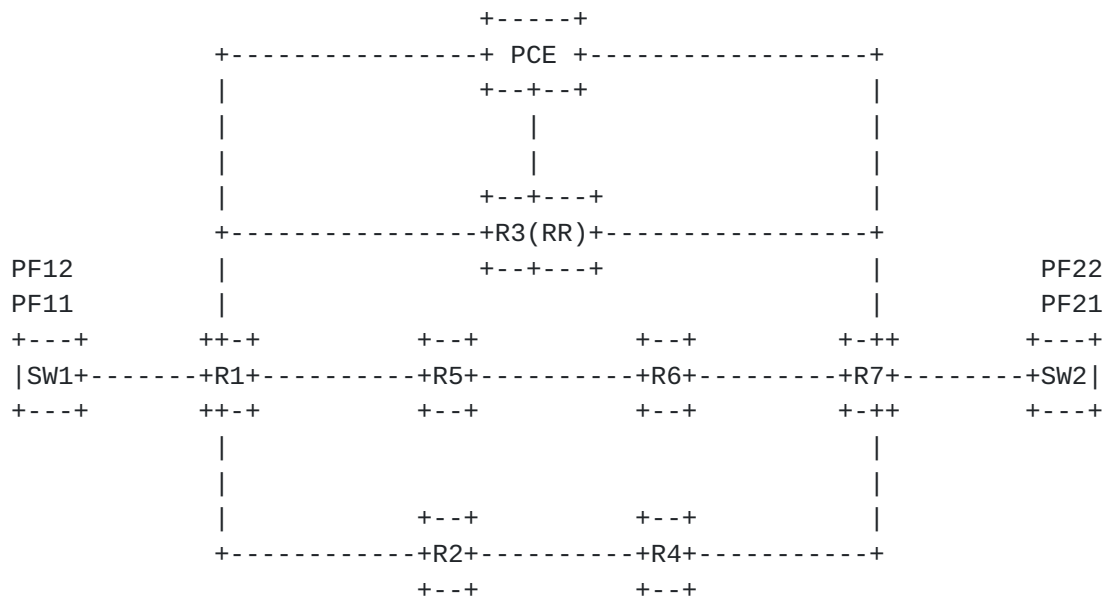 PCE
R3(RR)
PF12 PF22
PF11 PF21
SW1 R1 R5 R6 R7 SW2
R2 R4